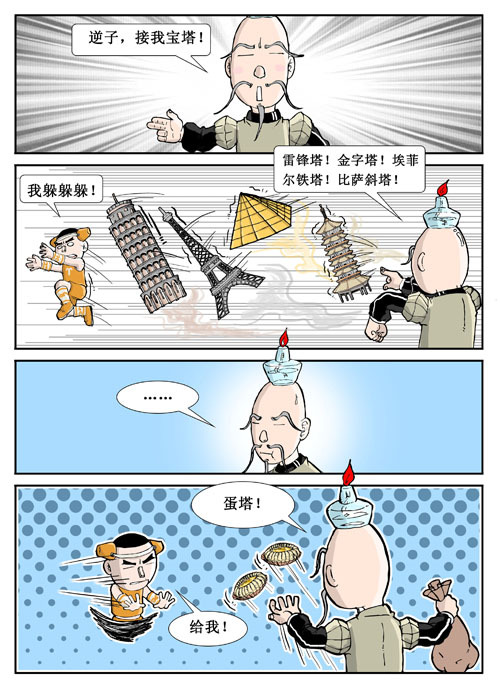 逆子，接我宝塔！
雷锋塔！金字塔！埃菲
尔铁塔！比萨斜塔！
我躲躲躲！
……
蛋塔！
给我！